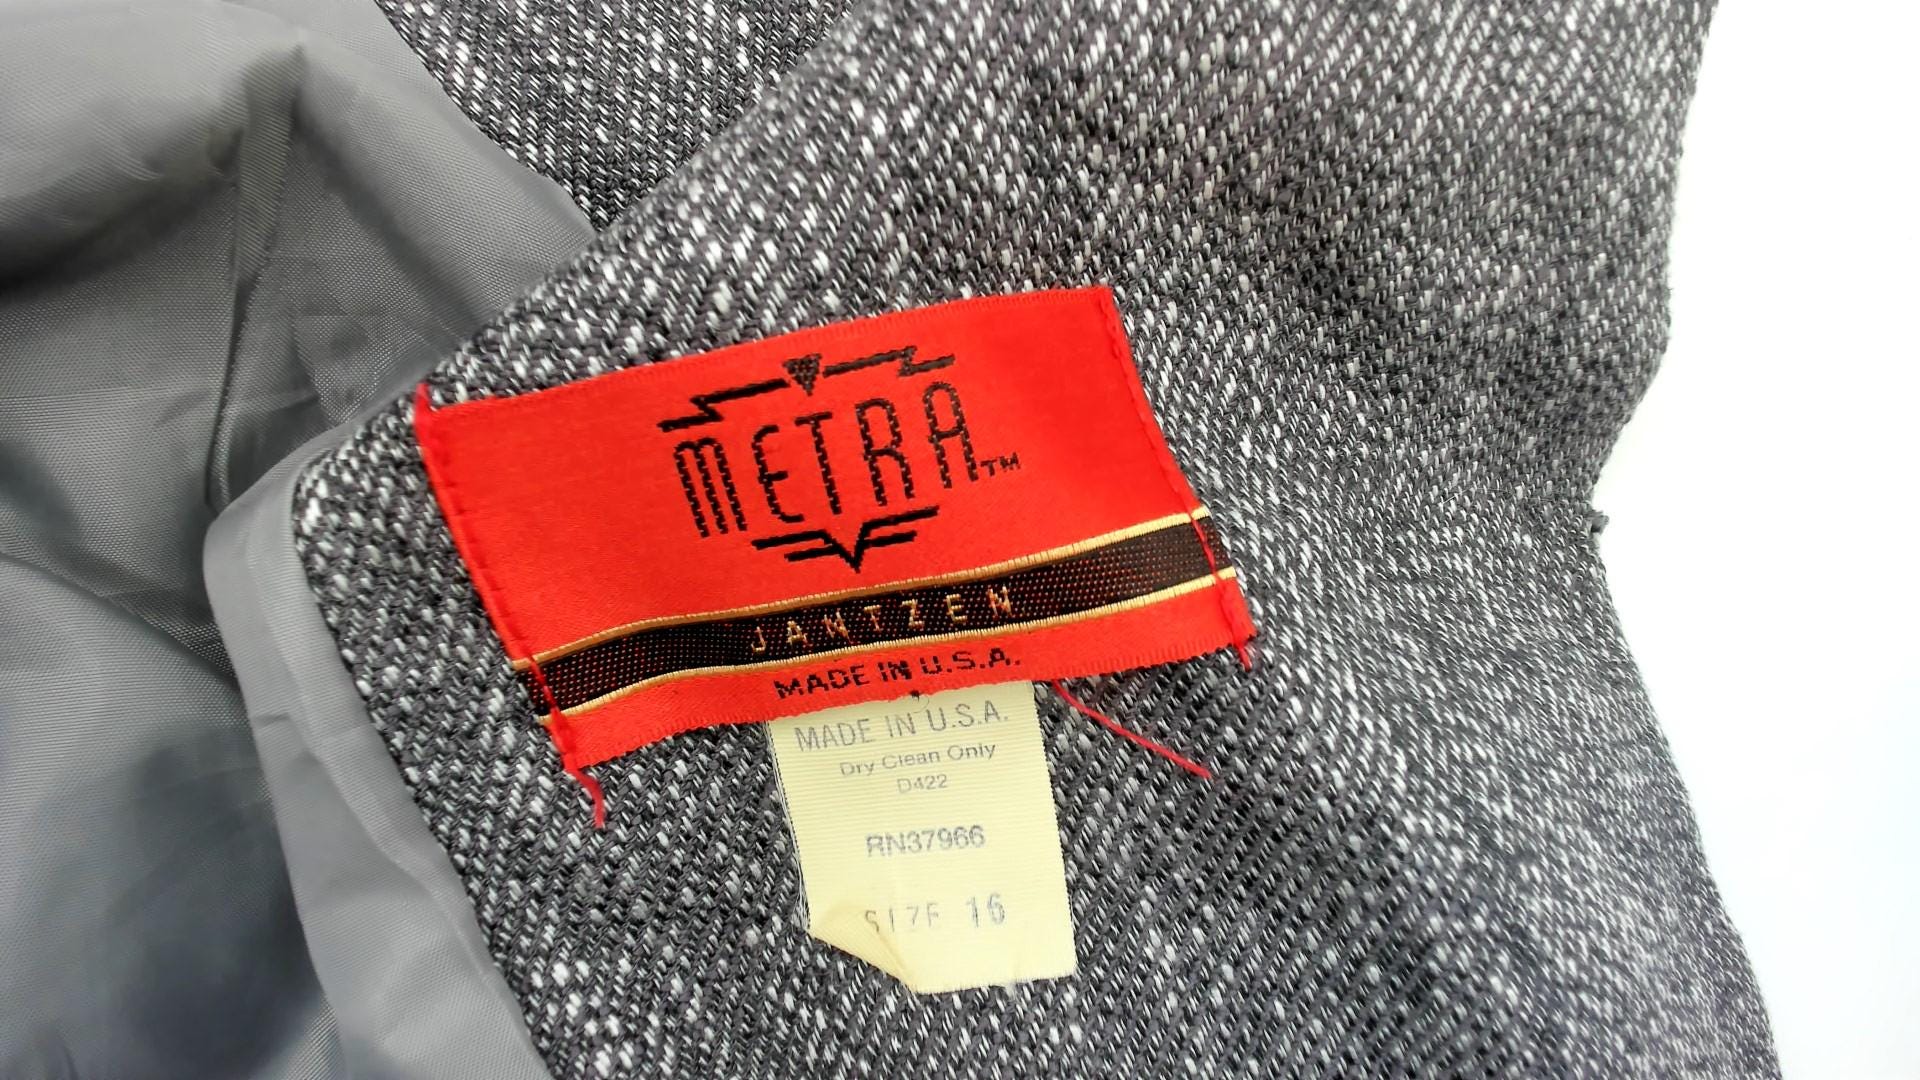 METRA™
JANTZEN
MADE IN U.S.A.
MADE IN U.S.A.
Dry Clean Only
D422
RN37966
SIZE 16